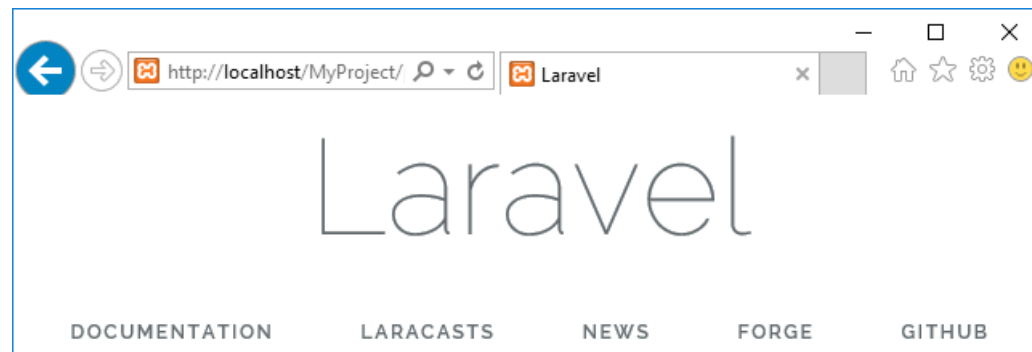 http://localhost/MyProject/ Laravel
Laravel
DOCUMENTATION LARACASTS NEWS FORGE GITHUB